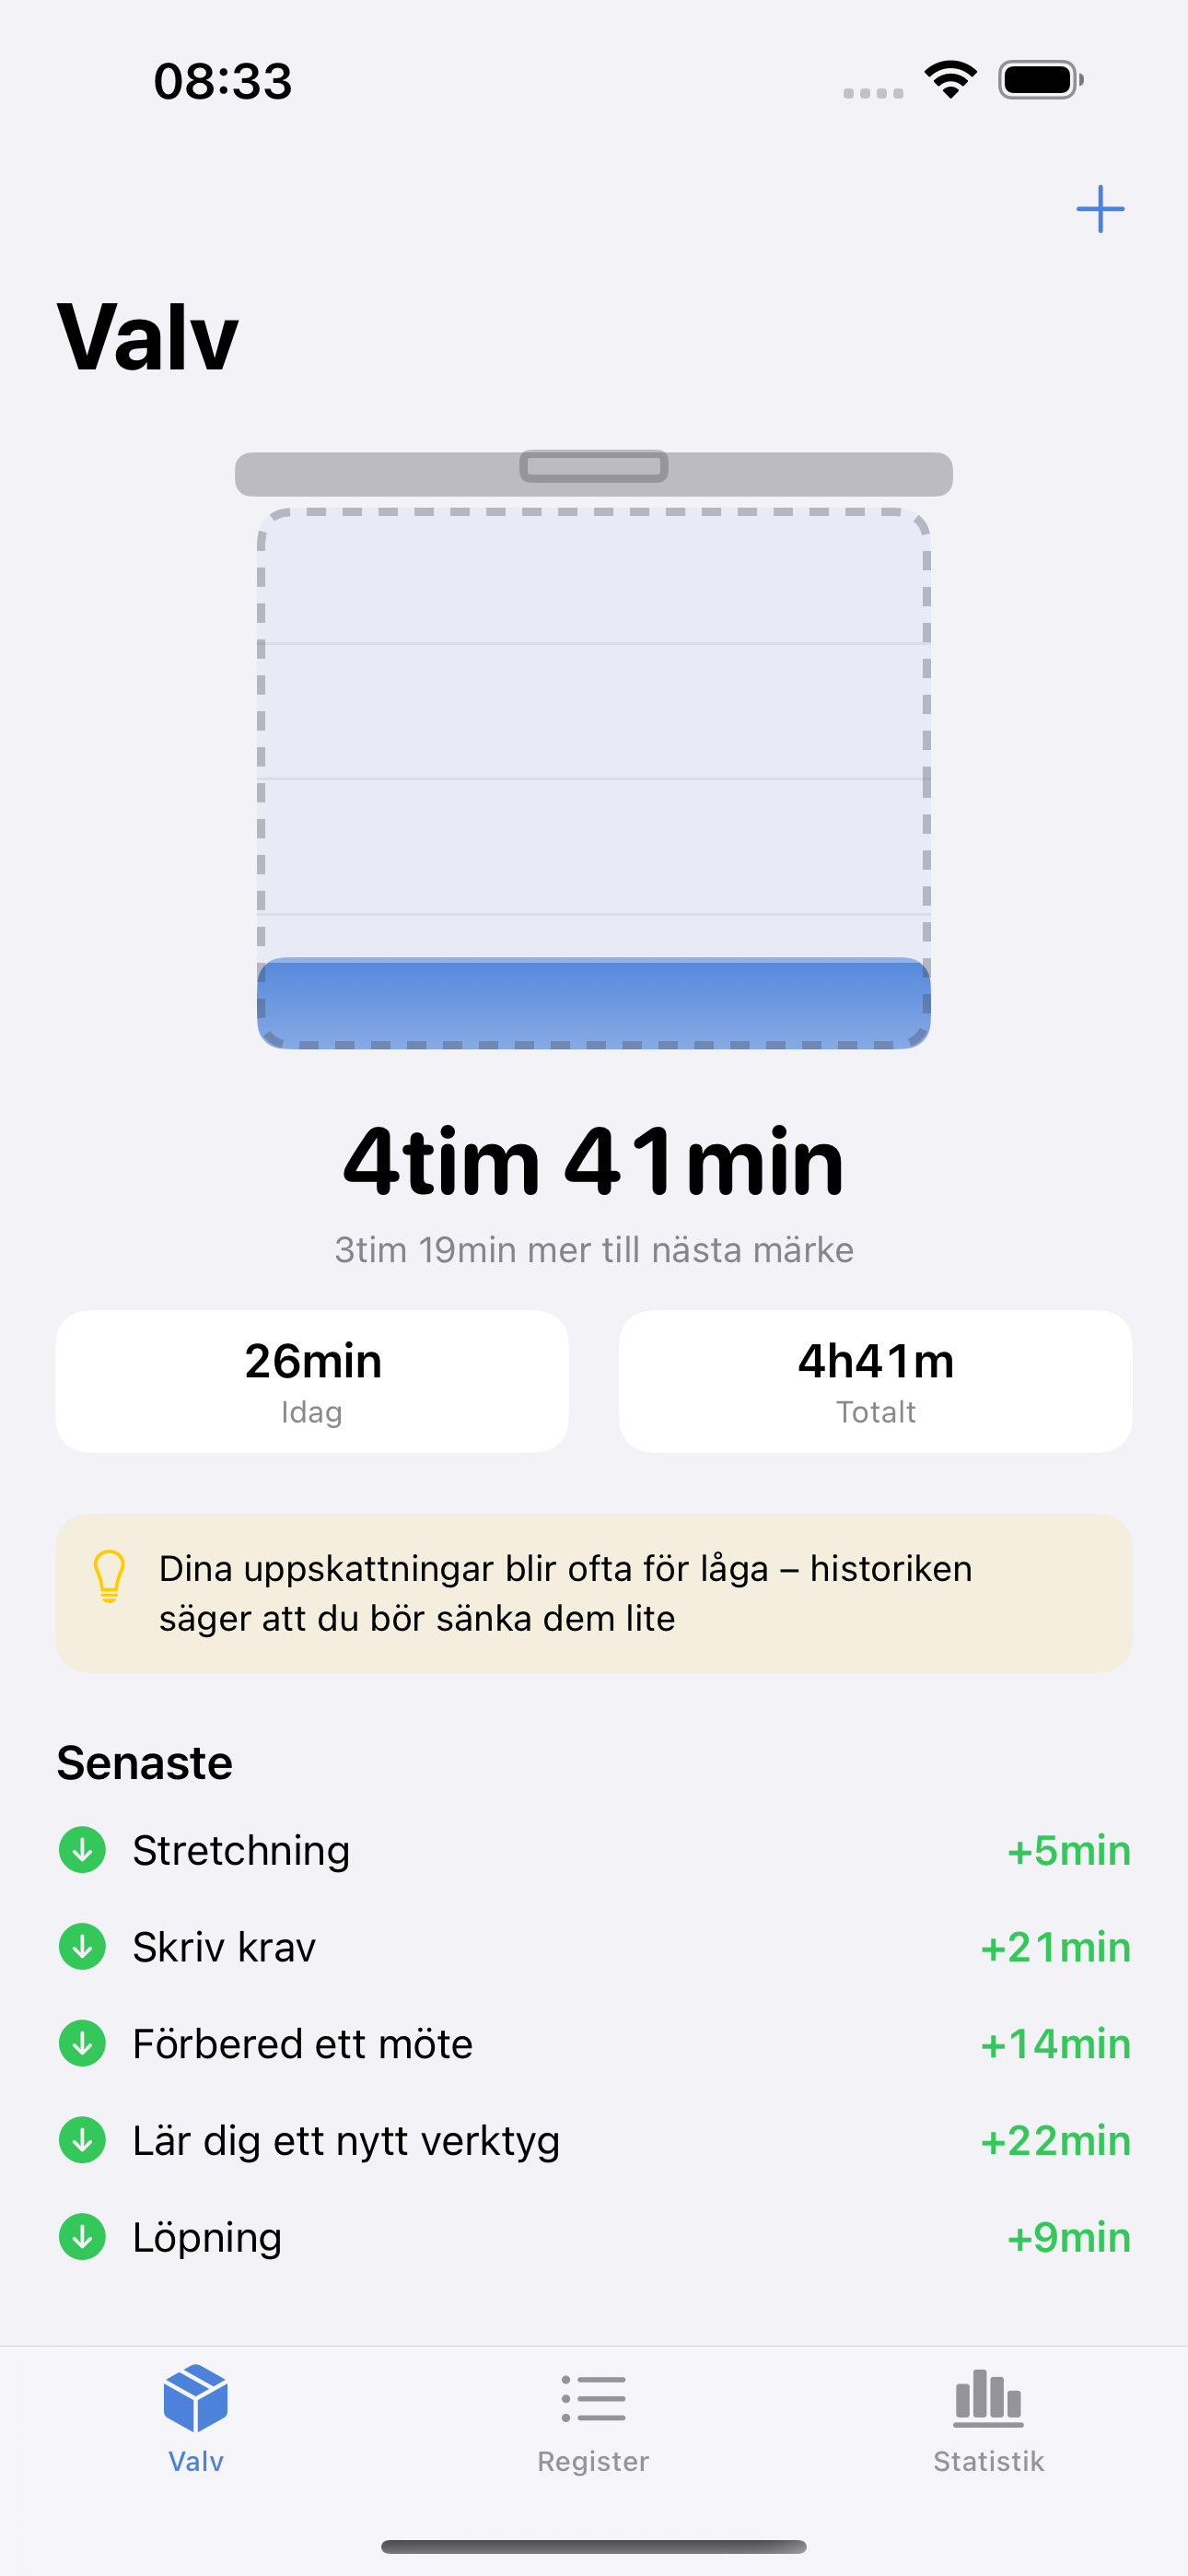 08:33
Valv
4tim 41min
3tim 19min mer till nästa märke
26min
Idag
4h41m
Totalt
Dina uppskattningar blir ofta för låga – historiken
säger att du bör sänka dem lite
Senaste
Stretchning +5min
Skriv krav +21min
Förbered ett möte +14min
Lär dig ett nytt verktyg +22min
Löpning +9min
Valv
Register
Statistik